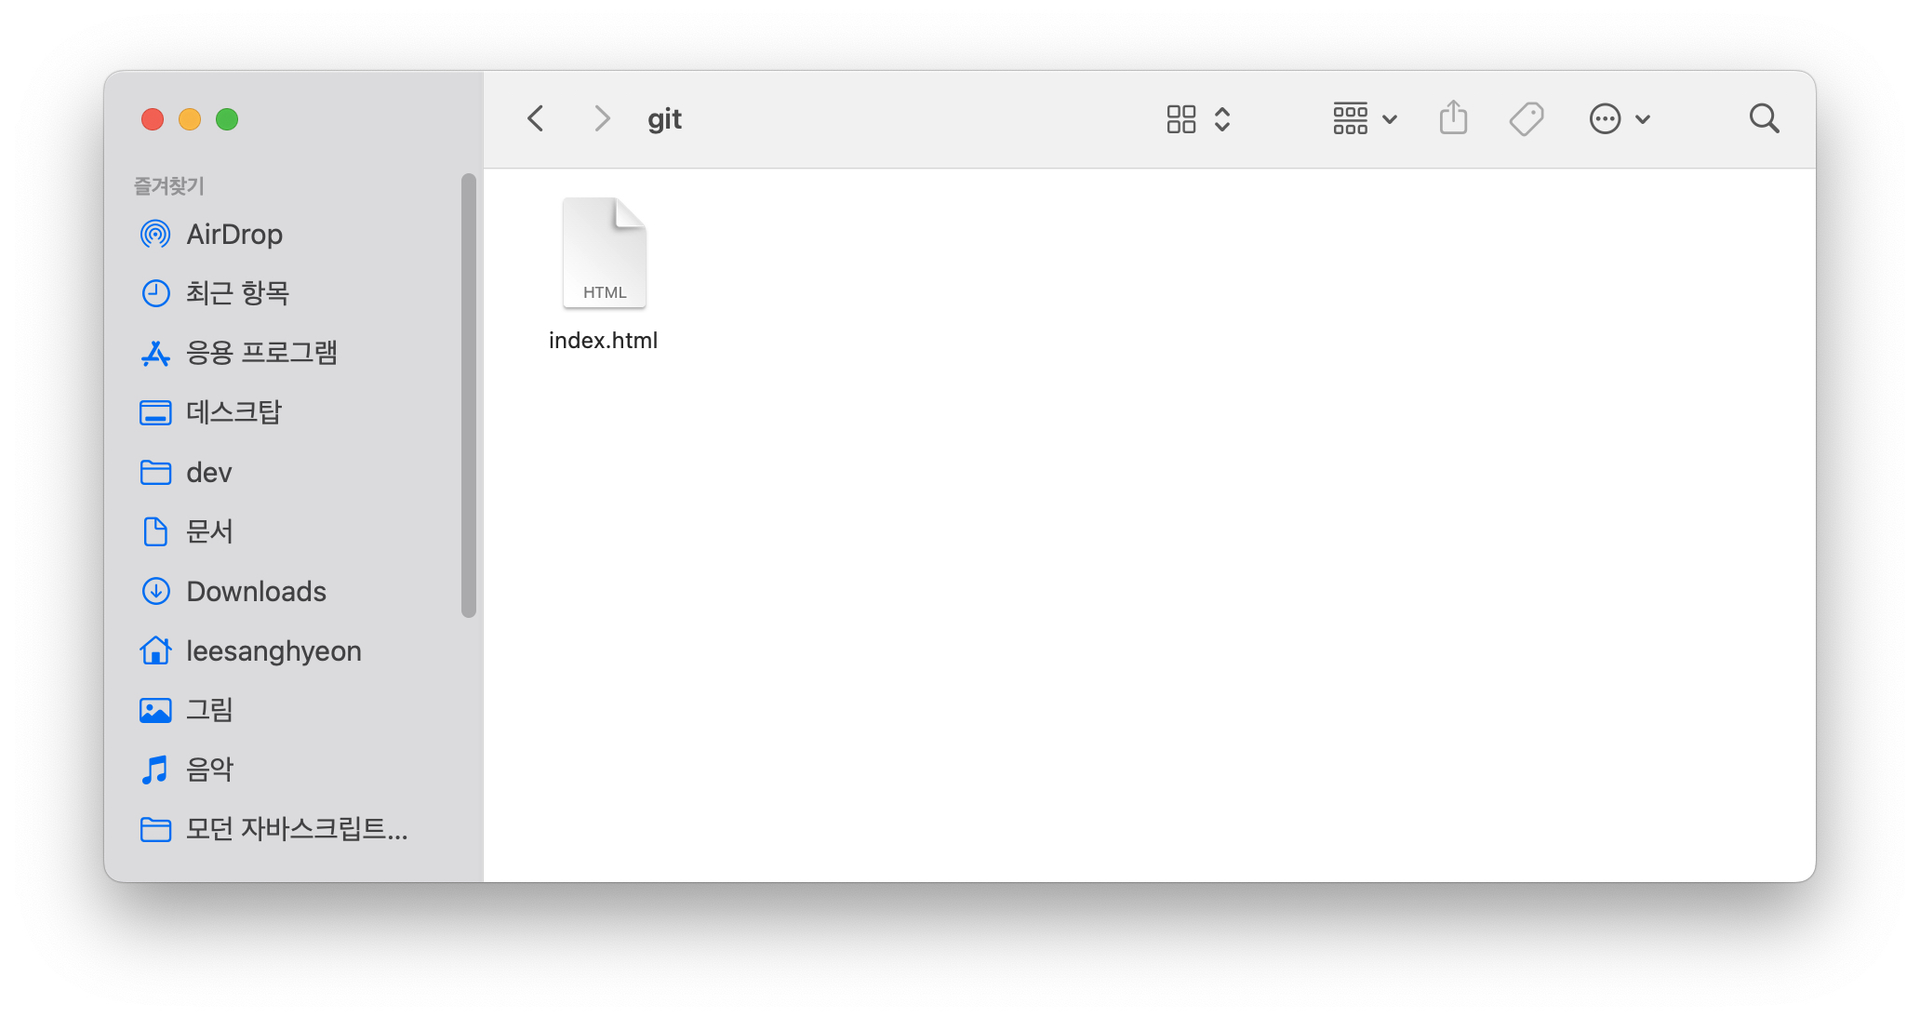 git
즐겨찾기
AirDrop
최근 항목
응용 프로그램
데스크탑
dev
문서
Downloads
leesanghyeon
그림
음악
모던 자바스크립트...
HTML
index.html